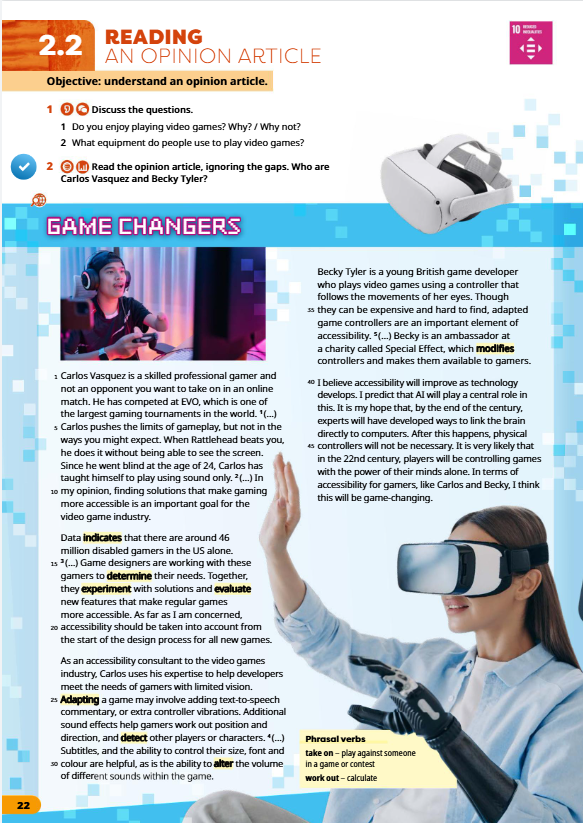 2.2
READING
AN OPINION ARTICLE
10 REDUCED
INEQUALITIES
Objective: understand an opinion article.
1 Discuss the questions.
1 Do you enjoy playing video games? Why? / Why not?
2 What equipment do people use to play video games?
2 Read the opinion article, ignoring the gaps. Who are
Carlos Vasquez and Becky Tyler?
GAME CHANGERS
1 Carlos Vasquez is a skilled professional gamer and
not an opponent you want to take on in an online
match. He has competed at EVO, which is one of
the largest gaming tournaments in the world. ¹(...)
5 Carlos pushes the limits of gameplay, but not in the
ways you might expect. When Rattlehead beats you,
he does it without being able to see the screen.
Since he went blind at the age of 24, Carlos has
taught himself to play using sound only. ²(...) In
10 my opinion, finding solutions that make gaming
more accessible is an important goal for the
video game industry.
Data indicates that there are around 46
million disabled gamers in the US alone.
15 ³(...) Game designers are working with these
gamers to determine their needs. Together,
they experiment with solutions and evaluate
new features that make regular games
more accessible. As far as I am concerned,
20 accessibility should be taken into account from
the start of the design process for all new games.
As an accessibility consultant to the video games
industry, Carlos uses his expertise to help developers
meet the needs of gamers with limited vision.
25 Adapting a game may involve adding text-to-speech
commentary, or extra controller vibrations. Additional
sound effects help gamers work out position and
direction, and detect other players or characters. ⁴(...)
Subtitles, and the ability to control their size, font and
30 colour are helpful, as is the ability to alter the volume
of different sounds within the game.
Becky Tyler is a young British game developer
who plays video games using a controller that
follows the movements of her eyes. Though
35 they can be expensive and hard to find, adapted
game controllers are an important element of
accessibility. ⁵(...) Becky is an ambassador at
a charity called Special Effect, which modifies
controllers and makes them available to gamers.
40 I believe accessibility will improve as technology
develops. I predict that AI will play a central role in
this. It is my hope that, by the end of the century,
experts will have developed ways to link the brain
directly to computers. After this happens, physical
45 controllers will not be necessary. It is very likely that
in the 22nd century, players will be controlling games
with the power of their minds alone. In terms of
accessibility for gamers, like Carlos and Becky, I think
this will be game-changing.
Phrasal verbs
take on – play against someone
in a game or contest
work out – calculate
22